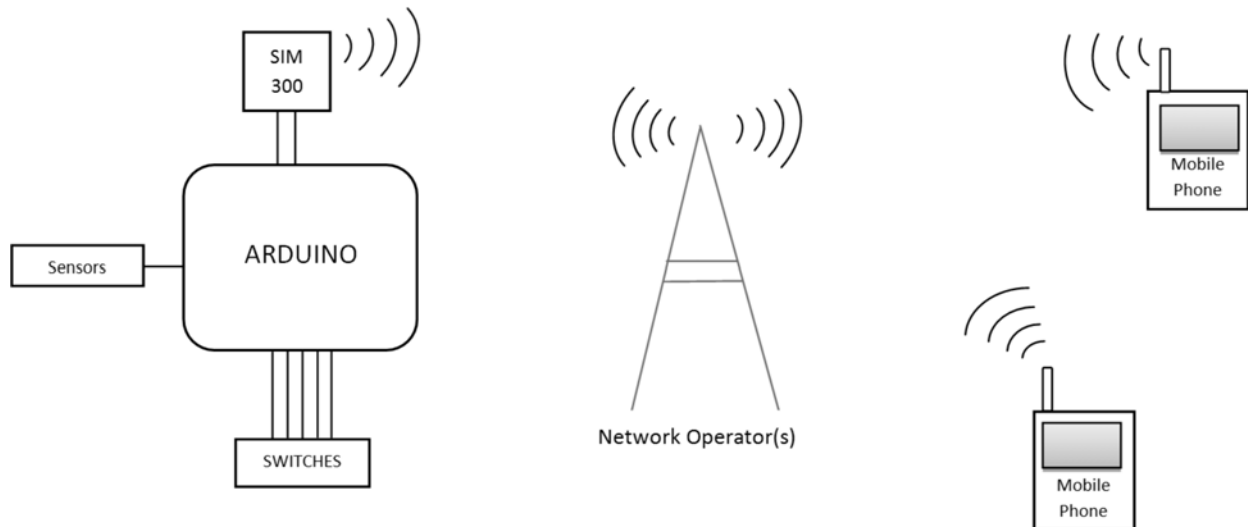 SIM
300
Mobile
Phone
ARDUINO
Sensors
Network Operator(s)
SWITCHES
Mobile
Phone